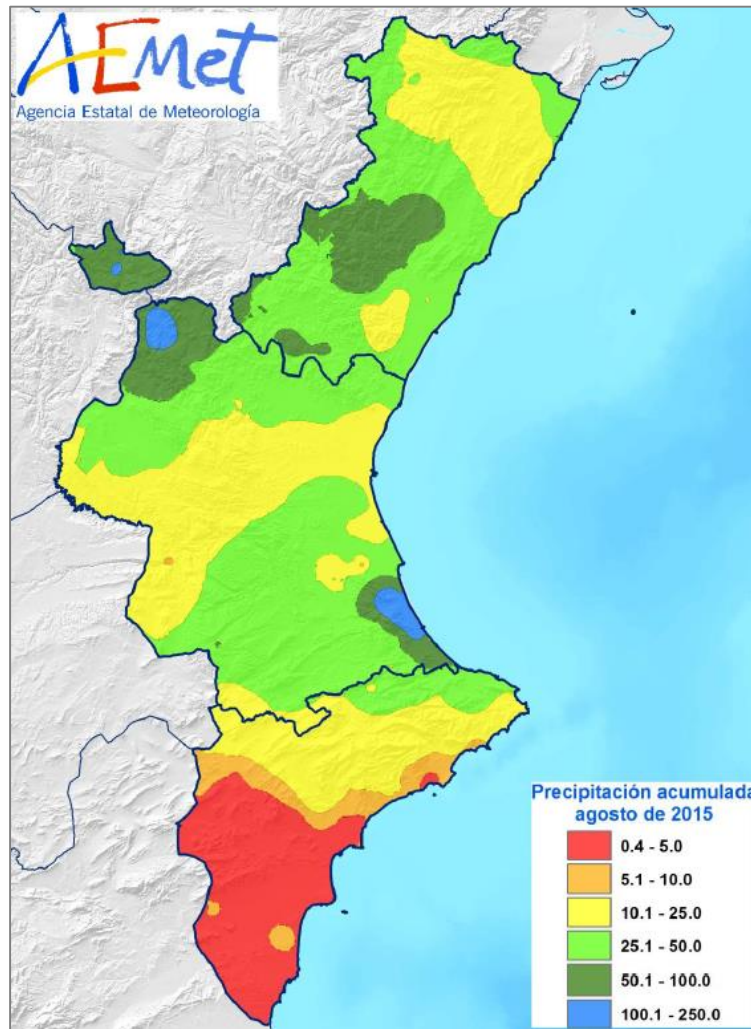 AEMet
Agencia Estatal de Meteorología
Precipitación acumulada
agosto de 2015
0.4 - 5.0
5.1 - 10.0
10.1 - 25.0
25.1 - 50.0
50.1 - 100.0
100.1 - 250.0